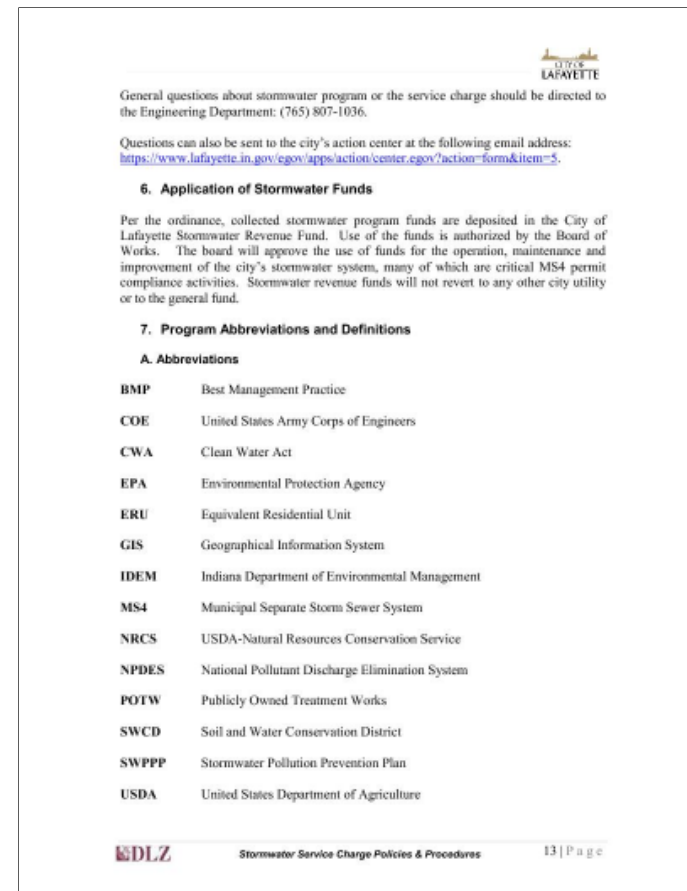 CITY OF
LAFAYETTE
General questions about stormwater program or the service charge should be directed to
the Engineering Department: (765) 807-1036.
Questions can also be sent to the city's action center at the following email address:
https://www.lafayette.in.gov/egov/apps/action/center.egov?action=form&item=5.
6. Application of Stormwater Funds
Per the ordinance, collected stormwater program funds are deposited in the City of
Lafayette Stormwater Revenue Fund. Use of the funds is authorized by the Board of
Works. The board will approve the use of funds for the operation, maintenance and
improvement of the city's stormwater system, many of which are critical MS4 permit
compliance activities. Stormwater revenue funds will not revert to any other city utility
or to the general fund.
7. Program Abbreviations and Definitions
A. Abbreviations
BMP Best Management Practice
COE United States Army Corps of Engineers
CWA Clean Water Act
EPA Environmental Protection Agency
ERU Equivalent Residential Unit
GIS Geographical Information System
IDEM Indiana Department of Environmental Management
MS4 Municipal Separate Storm Sewer System
NRCS USDA-Natural Resources Conservation Service
NPDES National Pollutant Discharge Elimination System
POTW Publicly Owned Treatment Works
SWCD Soil and Water Conservation District
SWPPP Stormwater Pollution Prevention Plan
USDA United States Department of Agriculture
DLZ Stormwater Service Charge Policies & Procedures 13 | Page